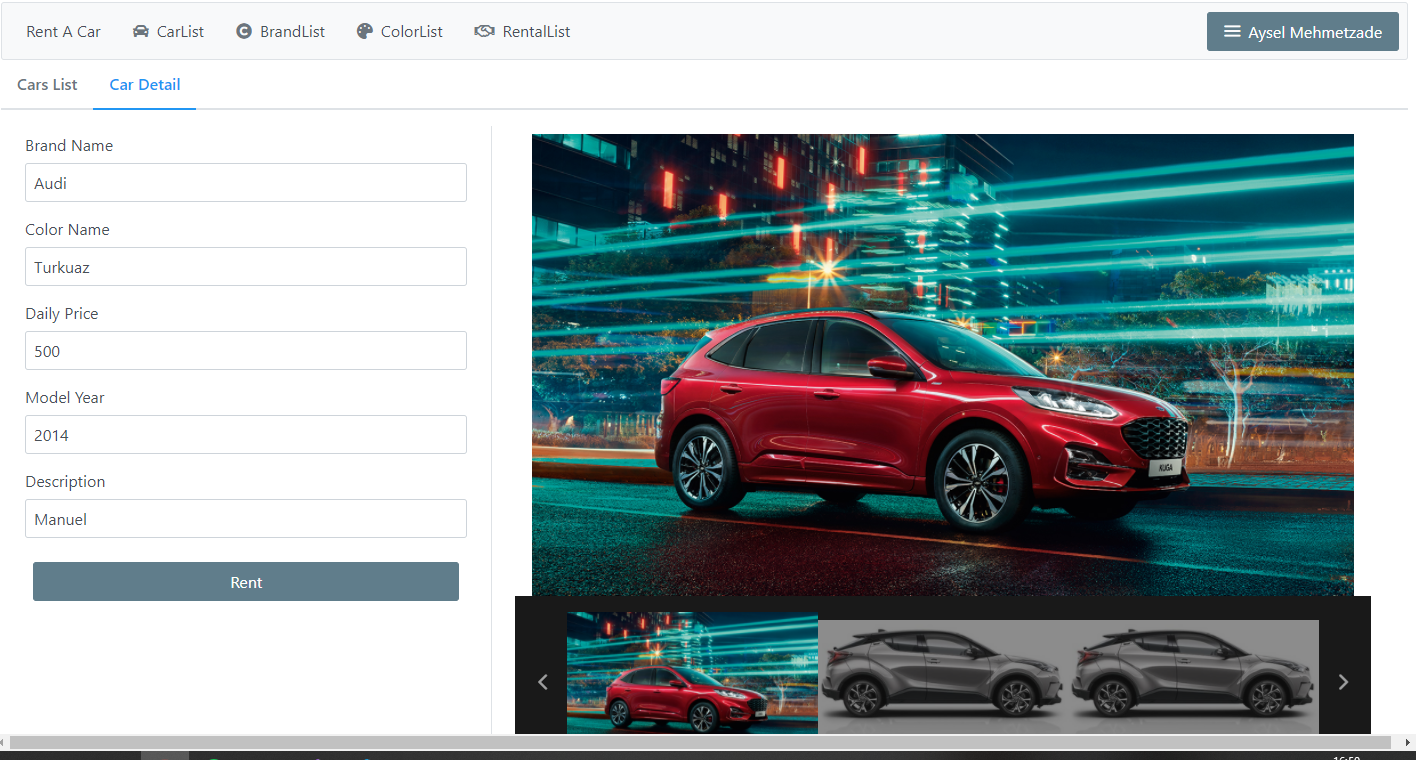 Rent A Car CarList BrandList ColorList RentalList Aysel Mehmetzade
Cars List Car Detail
Brand Name
Audi
Color Name
Turkuaz
Daily Price
500
Model Year
2014
Description
Manuel
Rent
KUGA